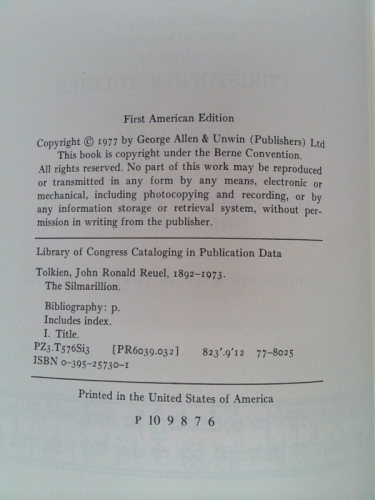 First American Edition
Copyright © 1977 by George Allen & Unwin (Publishers) Ltd
This book is copyright under the Berne Convention.
All rights reserved. No part of this work may be reproduced
or transmitted in any form by any means, electronic or
mechanical, including photocopying and recording, or by
any information storage or retrieval system, without per-
mission in writing from the publisher.
Library of Congress Cataloging in Publication Data
Tolkien, John Ronald Reuel, 1892-1973.
The Silmarillion.
Bibliography: p.
Includes index.
I. Title.
PZ3.T576Si3 [PR6039.032] 823'.9'12 77-8025
ISBN 0-395-25730-1
Printed in the United States of America
P 10 9 8 7 6